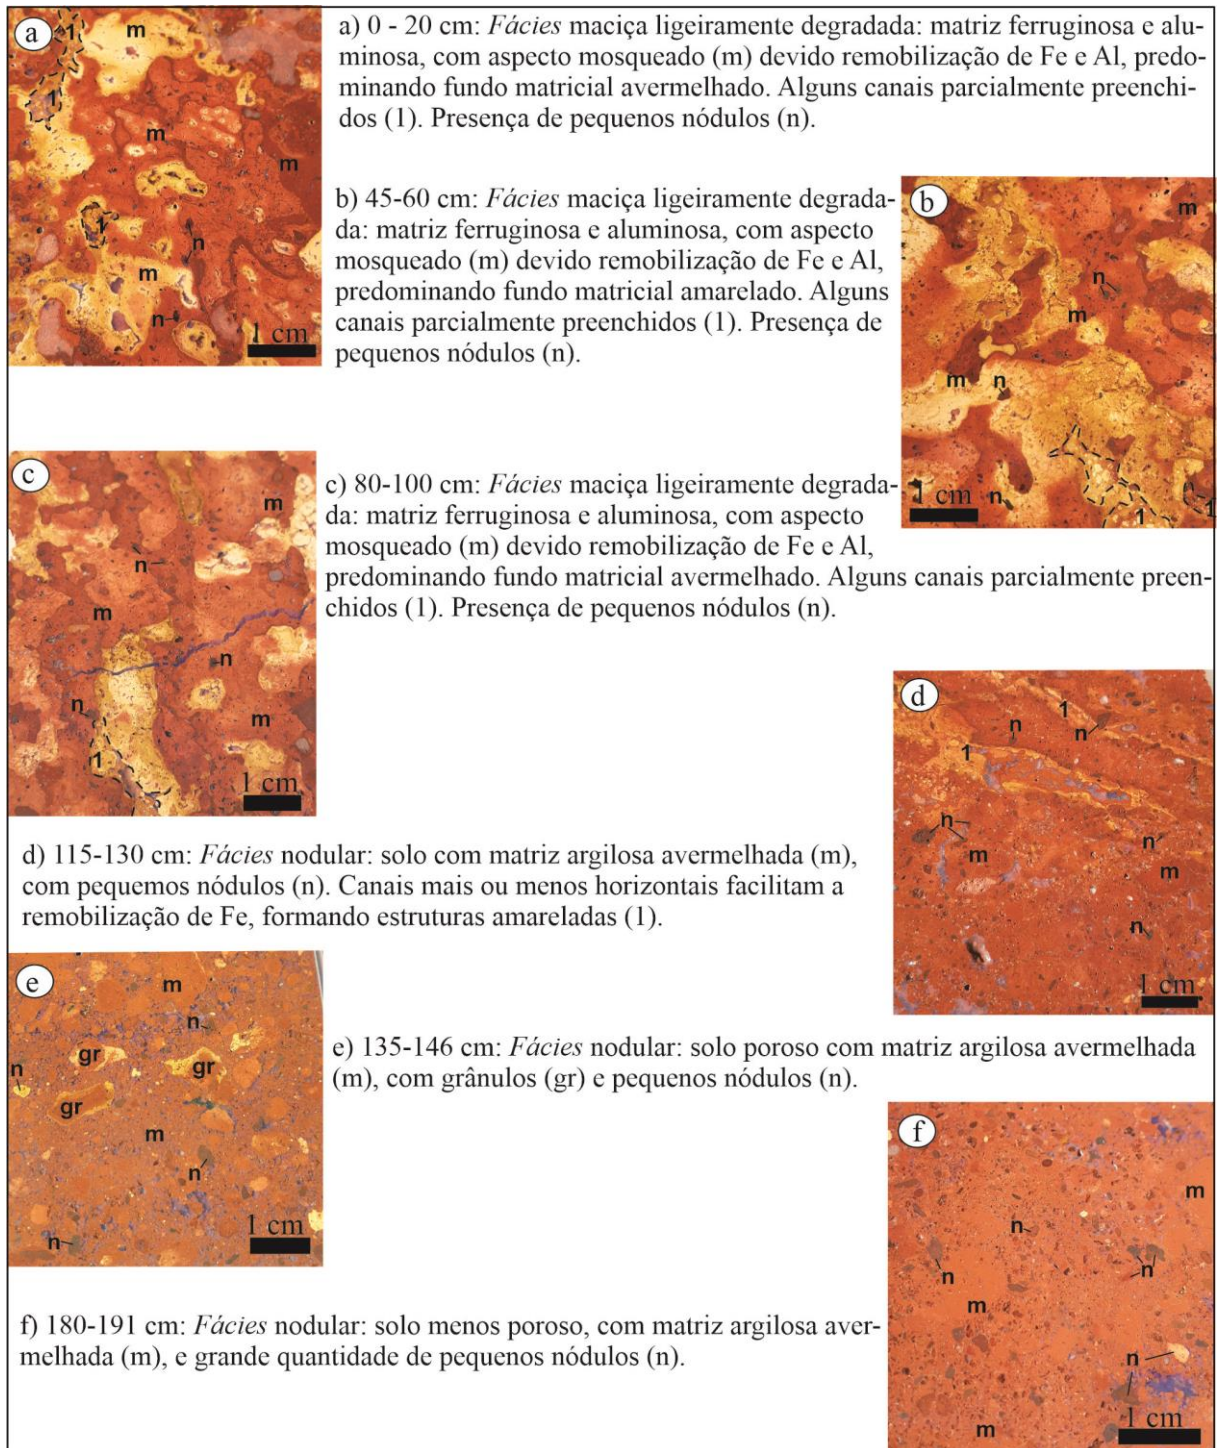 a
a) 0 - 20 cm: Fácies maciça ligeiramente degradada: matriz ferruginosa e alu-
minosa, com aspecto mosqueado (m) devido remobilização de Fe e Al, predo-
minando fundo matricial avermelhado. Alguns canais parcialmente preenchi-
dos (1). Presença de pequenos nódulos (n).
1
m
1
m
m
1
n
m
n
1 cm
b) 45-60 cm: Fácies maciça ligeiramente degrada-
da: matriz ferruginosa e aluminosa, com aspecto
mosqueado (m) devido remobilização de Fe e Al,
predominando fundo matricial amarelado. Alguns
canais parcialmente preenchidos (1). Presença de
pequenos nódulos (n).
b
m
n
m
m
n
n
1
1
1 cm
c
c) 80-100 cm: Fácies maciça ligeiramente degrada-
da: matriz ferruginosa e aluminosa, com aspecto
mosqueado (m) devido remobilização de Fe e Al,
predominando fundo matricial avermelhado. Alguns canais parcialmente preen-
chidos (1). Presença de pequenos nódulos (n).
m
n
m
n
n
m
1
1 cm
d
1
n
n
1
n
n
m
m
n
1 cm
d) 115-130 cm: Fácies nodular: solo com matriz argilosa avermelhada (m),
com pequemos nódulos (n). Canais mais ou menos horizontais facilitam a
remobilização de Fe, formando estruturas amareladas (1).
e
m
n
gr
gr
n
gr
m
n
n
1 cm
e) 135-146 cm: Fácies nodular: solo poroso com matriz argilosa avermelhada
(m), com grânulos (gr) e pequenos nódulos (n).
f
m
n
n
n
m
n
m
1 cm
f) 180-191 cm: Fácies nodular: solo menos poroso, com matriz argilosa aver-
melhada (m), e grande quantidade de pequenos nódulos (n).